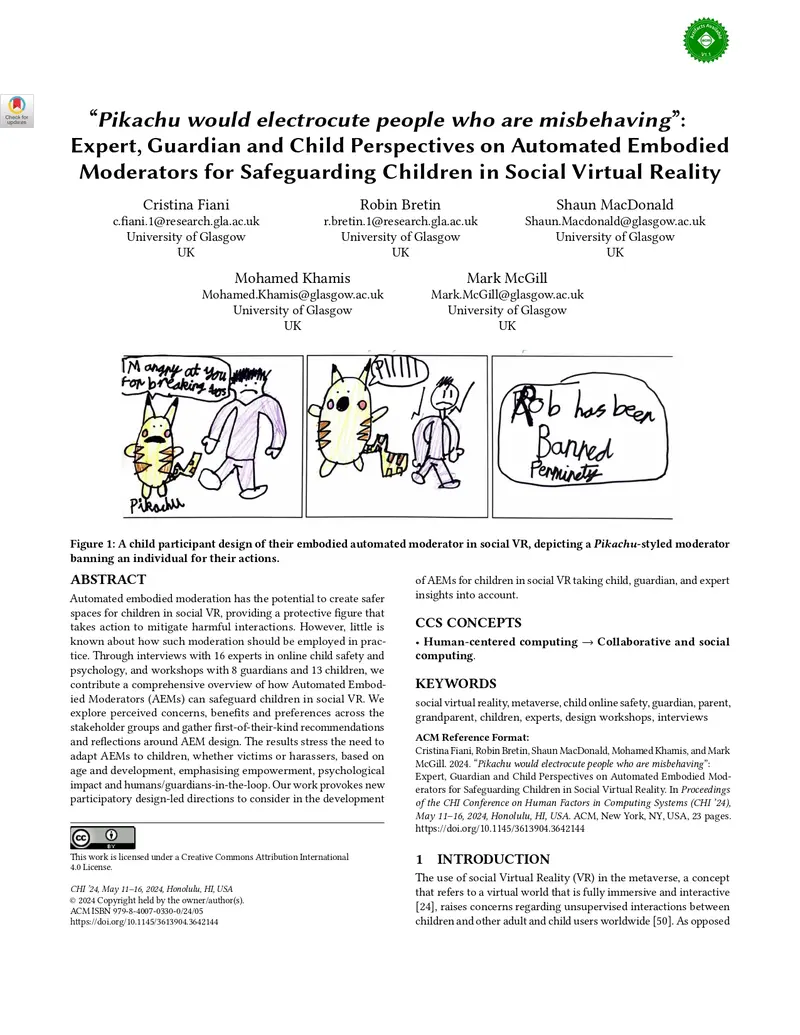 Artifacts Available
V1.1
Check for
updates
“Pikachu would electrocute people who are misbehaving”:
Expert, Guardian and Child Perspectives on Automated Embodied
Moderators for Safeguarding Children in Social Virtual Reality
Cristina Fiani
c.fiani.1@research.gla.ac.uk
University of Glasgow
UK
Robin Bretin
r.bretin.1@research.gla.ac.uk
University of Glasgow
UK
Shaun MacDonald
Shaun.Macdonald@glasgow.ac.uk
University of Glasgow
UK
Mohamed Khamis
Mohamed.Khamis@glasgow.ac.uk
University of Glasgow
UK
Mark McGill
Mark.McGill@glasgow.ac.uk
University of Glasgow
UK
I'M angry at you
For breaking
Pikachu
PIIIIII
Rob has been
Banned
Perminety
Figure 1: A child participant design of their embodied automated moderator in social VR, depicting a Pikachu-styled moderator
banning an individual for their actions.
ABSTRACT
Automated embodied moderation has the potential to create safer
spaces for children in social VR, providing a protective figure that
takes action to mitigate harmful interactions. However, little is
known about how such moderation should be employed in prac-
tice. Through interviews with 16 experts in online child safety and
psychology, and workshops with 8 guardians and 13 children, we
contribute a comprehensive overview of how Automated Embod-
ied Moderators (AEMs) can safeguard children in social VR. We
explore perceived concerns, benefits and preferences across the
stakeholder groups and gather first-of-their-kind recommendations
and reflections around AEM design. The results stress the need to
adapt AEMs to children, whether victims or harassers, based on
age and development, emphasising empowerment, psychological
impact and humans/guardians-in-the-loop. Our work provokes new
participatory design-led directions to consider in the development
of AEMs for children in social VR taking child, guardian, and expert
insights into account.
CCS CONCEPTS
• Human-centered computing → Collaborative and social
computing.
KEYWORDS
social virtual reality, metaverse, child online safety, guardian, parent,
grandparent, children, experts, design workshops, interviews
ACM Reference Format:
Cristina Fiani, Robin Bretin, Shaun MacDonald, Mohamed Khamis, and Mark
McGill. 2024. “Pikachu would electrocute people who are misbehaving”:
Expert, Guardian and Child Perspectives on Automated Embodied Mod-
erators for Safeguarding Children in Social Virtual Reality. In Proceedings
of the CHI Conference on Human Factors in Computing Systems (CHI ’24),
May 11–16, 2024, Honolulu, HI, USA. ACM, New York, NY, USA, 23 pages.
https://doi.org/10.1145/3613904.3642144
cc
BY
This work is licensed under a Creative Commons Attribution International
4.0 License.
CHI ’24, May 11–16, 2024, Honolulu, HI, USA
© 2024 Copyright held by the owner/author(s).
ACM ISBN 979-8-4007-0330-0/24/05
https://doi.org/10.1145/3613904.3642144
1 INTRODUCTION
The use of social Virtual Reality (VR) in the metaverse, a concept
that refers to a virtual world that is fully immersive and interactive
[24], raises concerns regarding unsupervised interactions between
children and other adult and child users worldwide [50]. As opposed